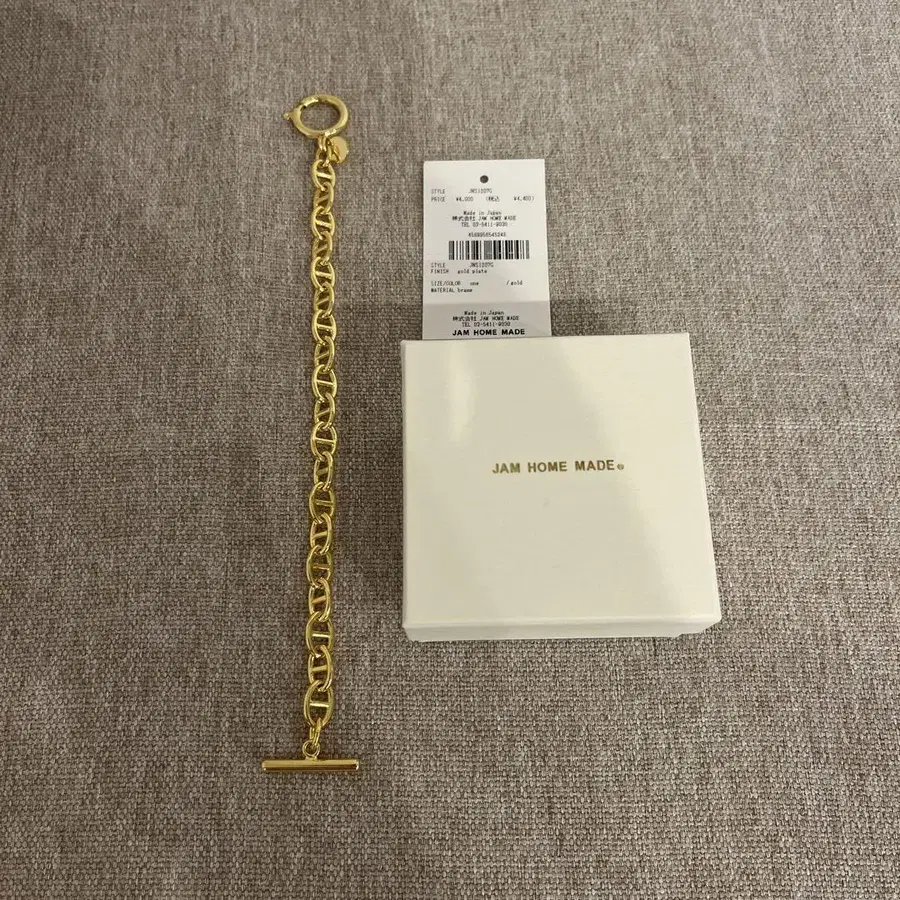 STYLE JWS1207G
PRICE ¥4,000 (税込 ¥4,400)
Made in Japan
株式会社 JAM HOME MADE
TEL 03-5411-9030
STYLE JWS1207G
FINISH gold plate
SIZE/COLOR one / gold
MATERIAL brass
Made in Japan
株式会社 JAM HOME MADE
TEL 03-5411-9030
JAM HOME MADE
JAM HOME MADE®